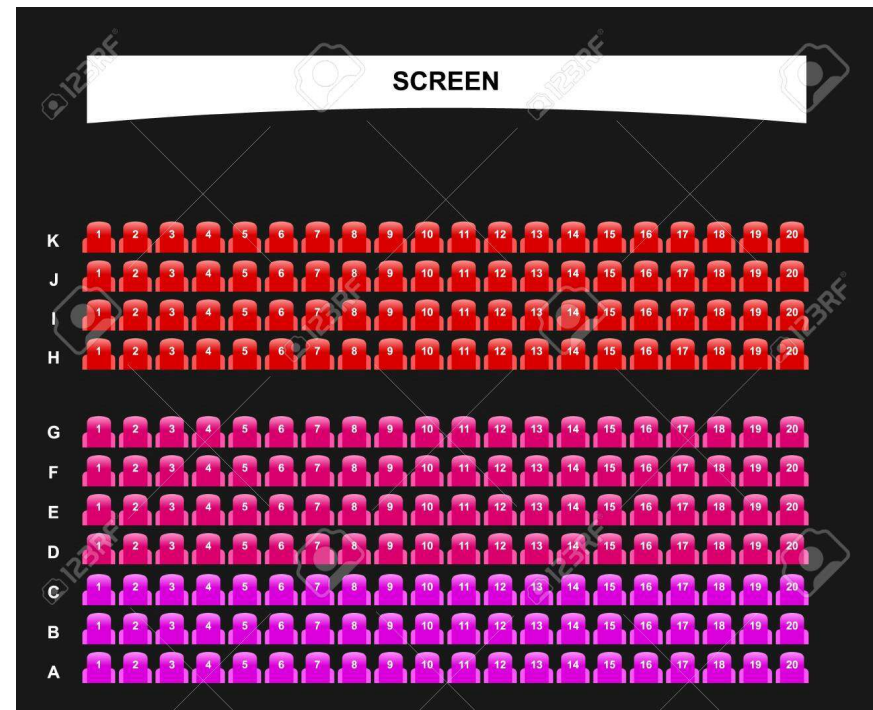 SCREEN
K 1 2 3 4 5 6 7 8 9 10 11 12 13 14 15 16 17 18 19 20
J 1 2 3 4 5 6 7 8 9 10 11 12 13 14 15 16 17 18 19 20
I 1 2 3 4 5 6 7 8 9 10 11 12 13 14 15 16 17 18 19 20
H 1 2 3 4 5 6 7 8 9 10 11 12 13 14 15 16 17 18 19 20
G 1 2 3 4 5 6 7 8 9 10 11 12 13 14 15 16 17 18 19 20
F 1 2 3 4 5 6 7 8 9 10 11 12 13 14 15 16 17 18 19 20
E 1 2 3 4 5 6 7 8 9 10 11 12 13 14 15 16 17 18 19 20
D 1 2 3 4 5 6 7 8 9 10 11 12 13 14 15 16 17 18 19 20
C 1 2 3 4 5 6 7 8 9 10 11 12 13 14 15 16 17 18 19 20
B 1 2 3 4 5 6 7 8 9 10 11 12 13 14 15 16 17 18 19 20
A 1 2 3 4 5 6 7 8 9 10 11 12 13 14 15 16 17 18 19 20
123RF
123RF
123RF
123RF
123RF
123RF